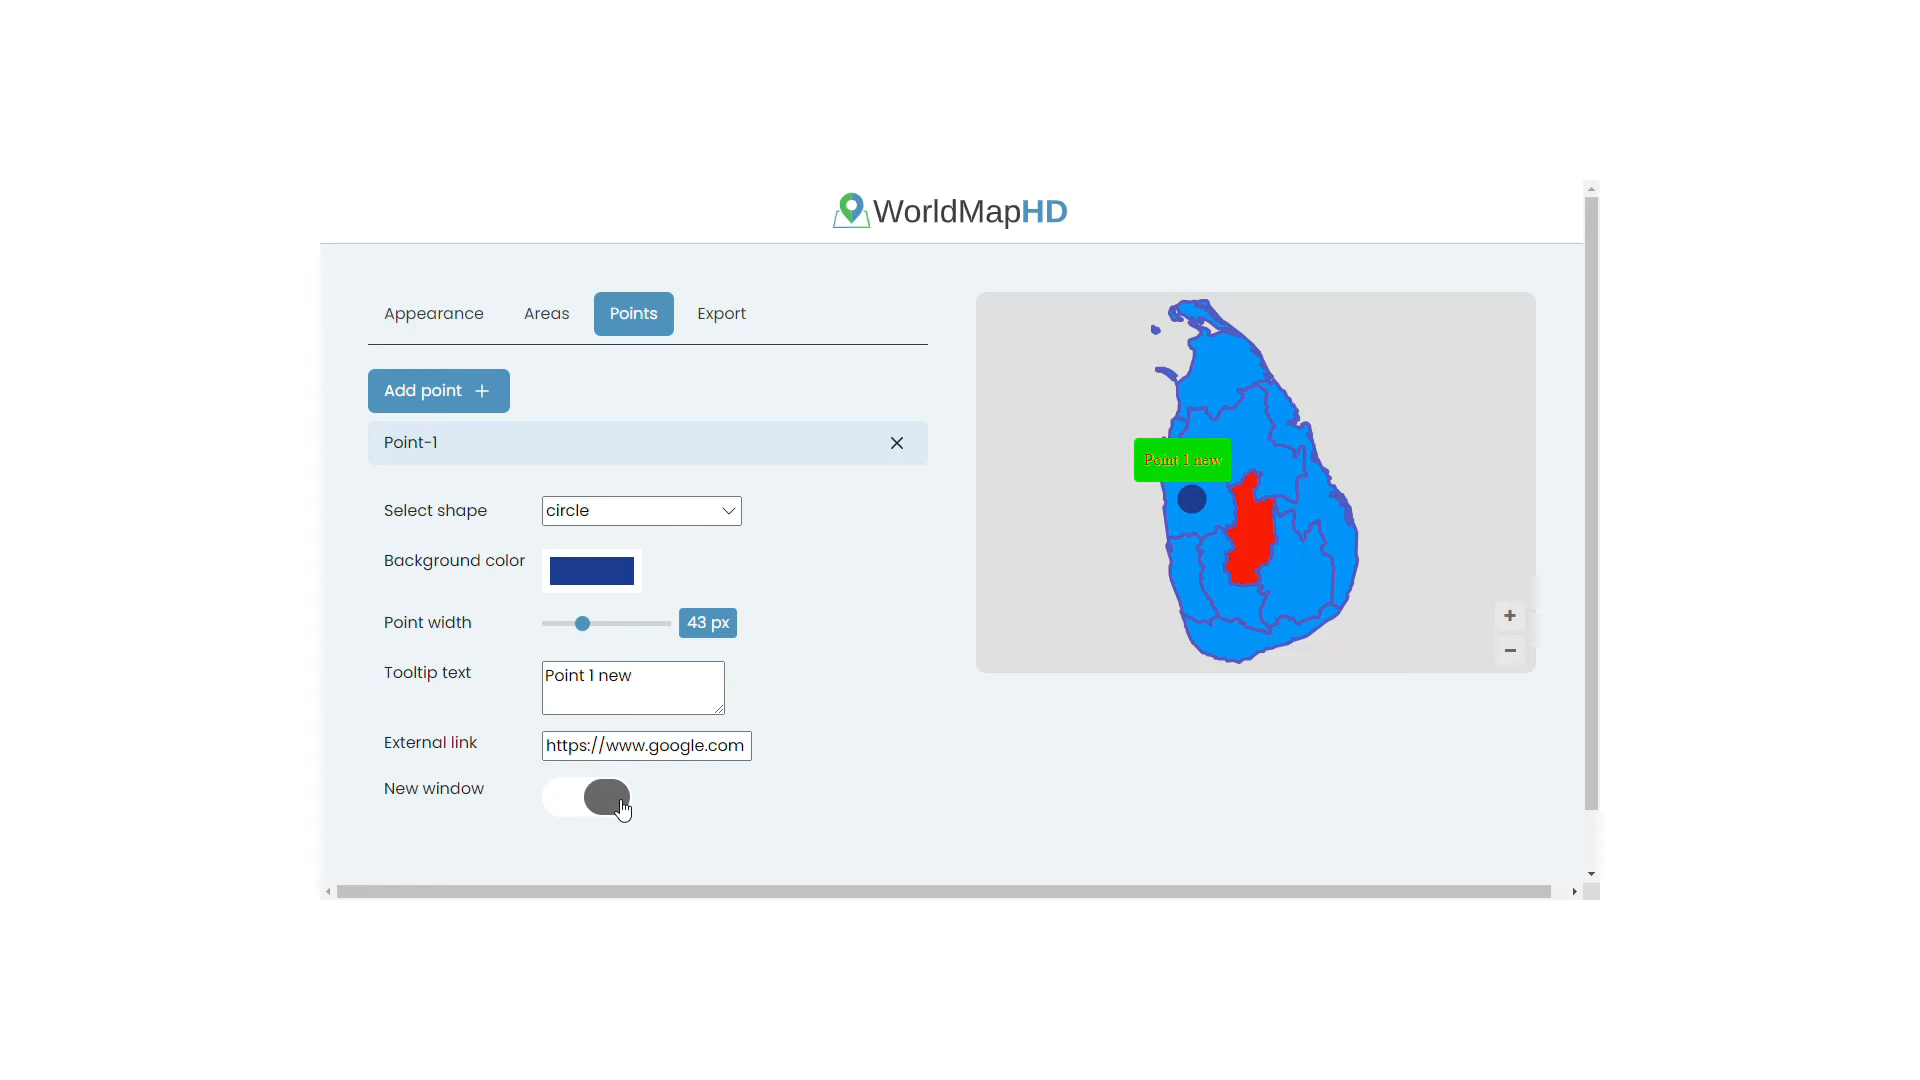 WorldMapHD
Appearance Areas Points Export
Add point +
Point-1
Select shape circle
Background color
Point width 43 px
Tooltip text Point 1 new
External link https://www.google.com
New window
Point 1 new